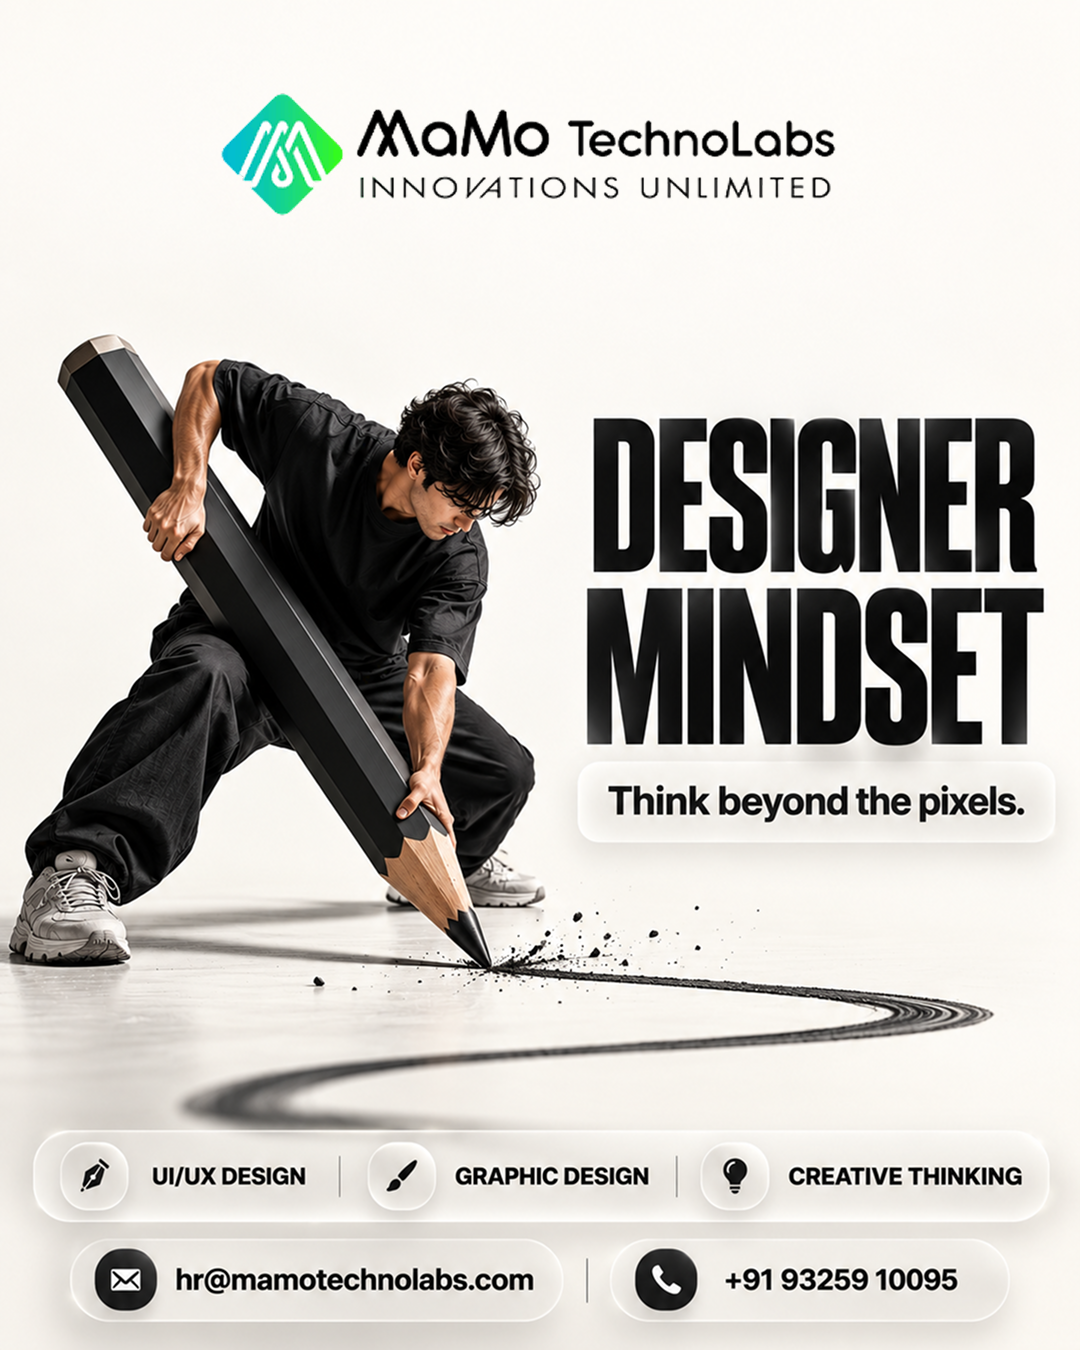 MaMo TechnoLabs
INNOVATIONS UNLIMITED
DESIGNER
MINDSET
Think beyond the pixels.
UI/UX DESIGN
GRAPHIC DESIGN
CREATIVE THINKING
hr@mamotechnolabs.com
+91 93259 10095